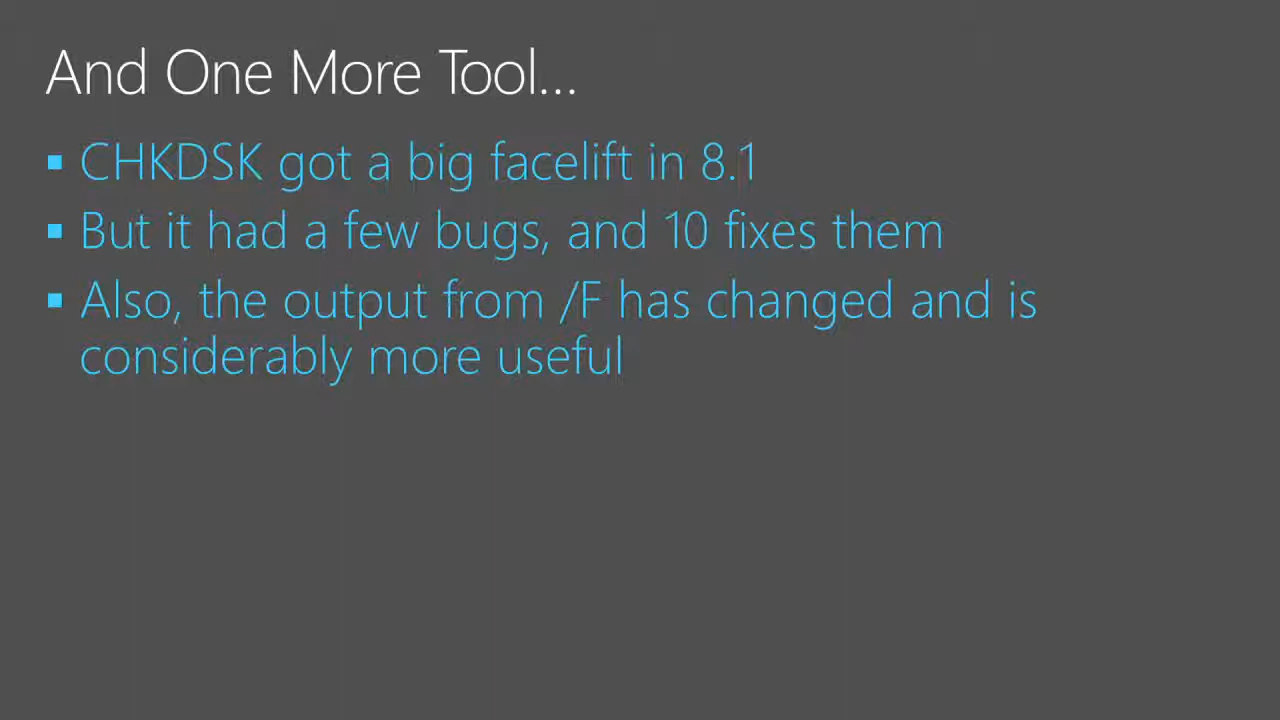 And One More Tool...
▪ CHKDSK got a big facelift in 8.1
▪ But it had a few bugs, and 10 fixes them
▪ Also, the output from /F has changed and is
considerably more useful